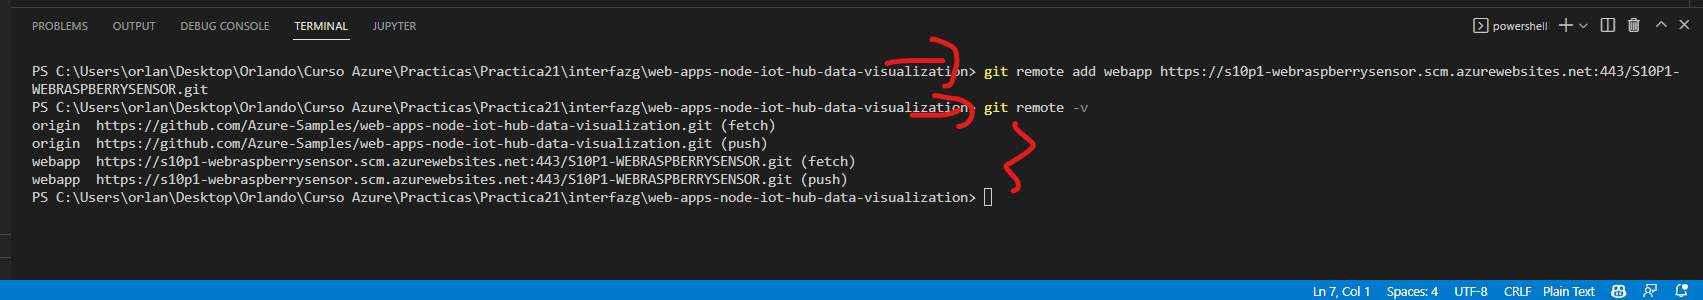 PROBLEMS OUTPUT DEBUG CONSOLE TERMINAL JUPYTER powershell
PS C:\Users\orlan\Desktop\Orlando\Curso Azure\Practicas\Practica21\interfazg\web-apps-node-iot-hub-data-visualization> git remote add webapp https://s10p1-webraspberrysensor.scm.azurewebsites.net:443/S10P1-
WEBRASPBERRYSENSOR.git
PS C:\Users\orlan\Desktop\Orlando\Curso Azure\Practicas\Practica21\interfazg\web-apps-node-iot-hub-data-visualization> git remote -v
origin  https://github.com/Azure-Samples/web-apps-node-iot-hub-data-visualization.git (fetch)
origin  https://github.com/Azure-Samples/web-apps-node-iot-hub-data-visualization.git (push)
webapp  https://s10p1-webraspberrysensor.scm.azurewebsites.net:443/S10P1-WEBRASPBERRYSENSOR.git (fetch)
webapp  https://s10p1-webraspberrysensor.scm.azurewebsites.net:443/S10P1-WEBRASPBERRYSENSOR.git (push)
PS C:\Users\orlan\Desktop\Orlando\Curso Azure\Practicas\Practica21\interfazg\web-apps-node-iot-hub-data-visualization>
Ln 7, Col 1 Spaces: 4 UTF-8 CRLF Plain Text